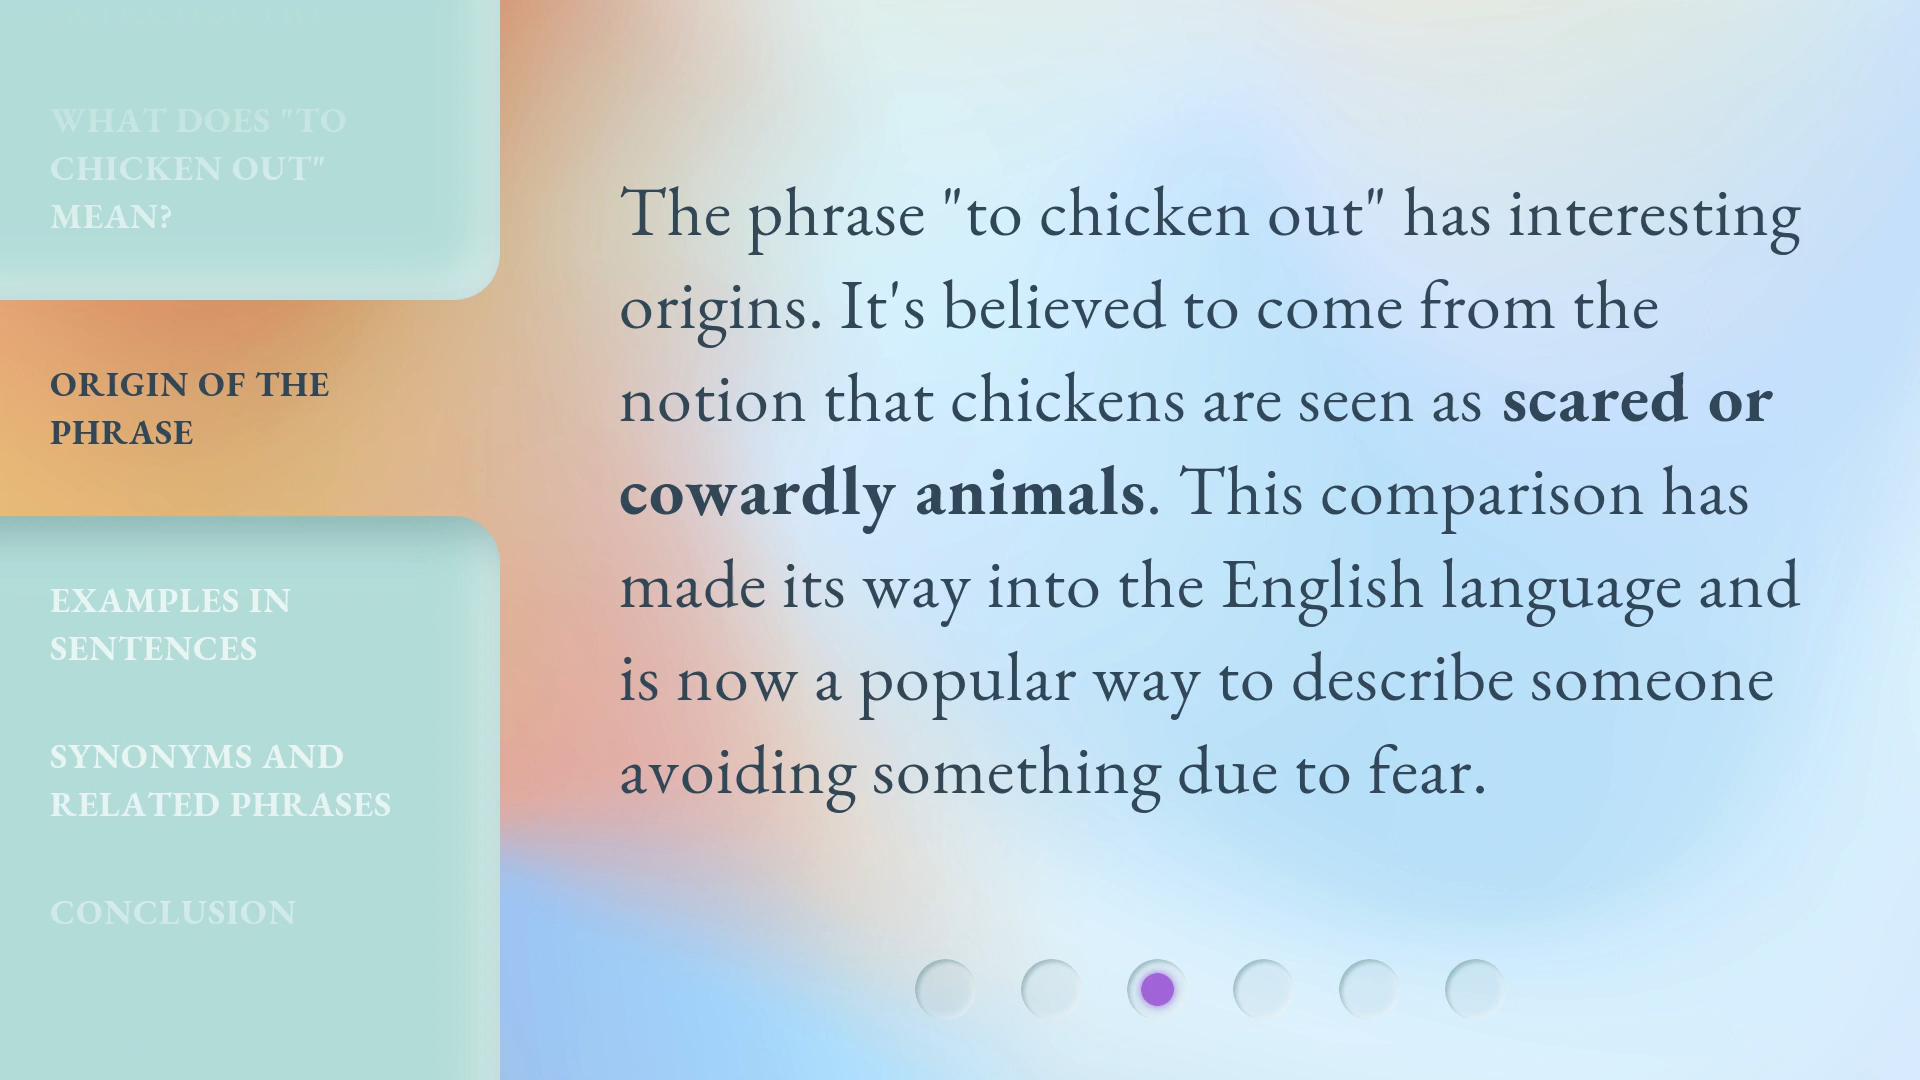 WHAT DOES "TO
CHICKEN OUT"
MEAN?
ORIGIN OF THE
PHRASE
EXAMPLES IN
SENTENCES
SYNONYMS AND
RELATED PHRASES
CONCLUSION
The phrase "to chicken out" has interesting
origins. It's believed to come from the
notion that chickens are seen as scared or
cowardly animals. This comparison has
made its way into the English language and
is now a popular way to describe someone
avoiding something due to fear.